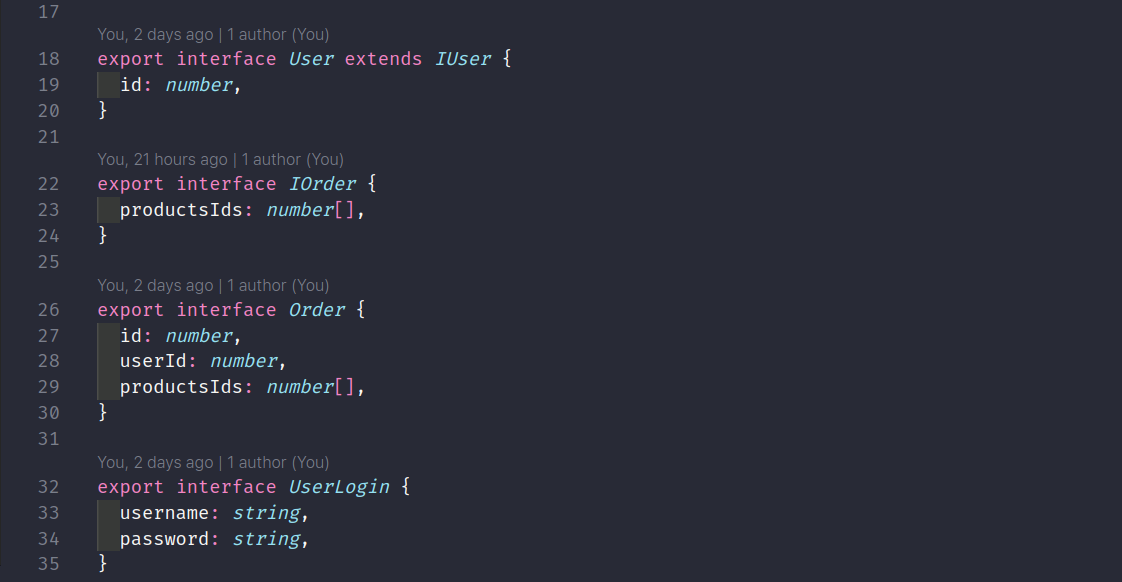 17
You, 2 days ago | 1 author (You)
18 export interface User extends IUser {
19 id: number,
20 }
21
You, 21 hours ago | 1 author (You)
22 export interface IOrder {
23 productsIds: number[],
24 }
25
You, 2 days ago | 1 author (You)
26 export interface Order {
27 id: number,
28 userId: number,
29 productsIds: number[],
30 }
31
You, 2 days ago | 1 author (You)
32 export interface UserLogin {
33 username: string,
34 password: string,
35 }